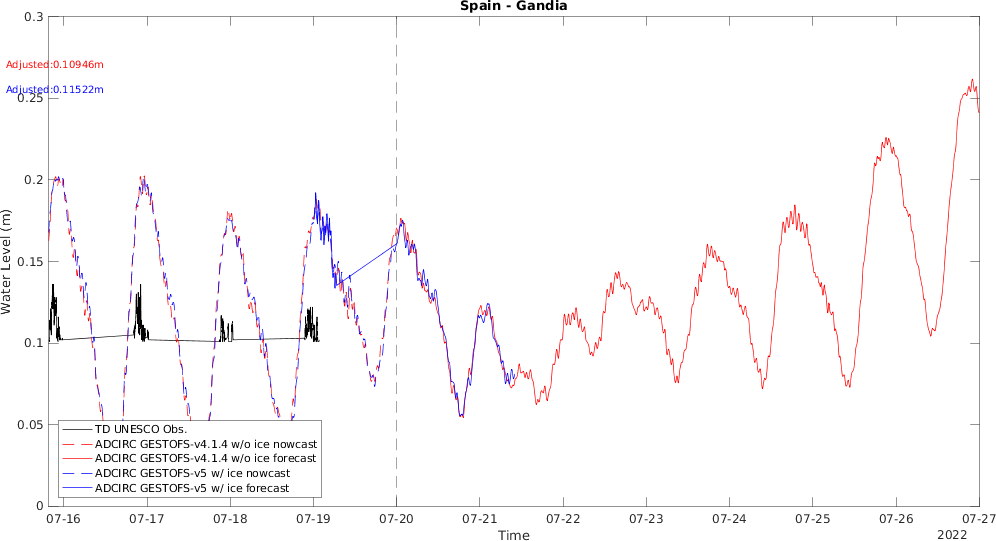 Spain - Gandia
Adjusted:0.10946m
Adjusted:0.11522m
0.3
0.25
0.2
0.15
0.1
0.05
0
Water Level (m)
TD UNESCO Obs.
ADCIRC GESTOFS-v4.1.4 w/o ice nowcast
ADCIRC GESTOFS-v4.1.4 w/o ice forecast
ADCIRC GESTOFS-v5 w/ ice nowcast
ADCIRC GESTOFS-v5 w/ ice forecast
07-16 07-17 07-18 07-19 07-20 07-21 07-22 07-23 07-24 07-25 07-26 07-27
Time
2022